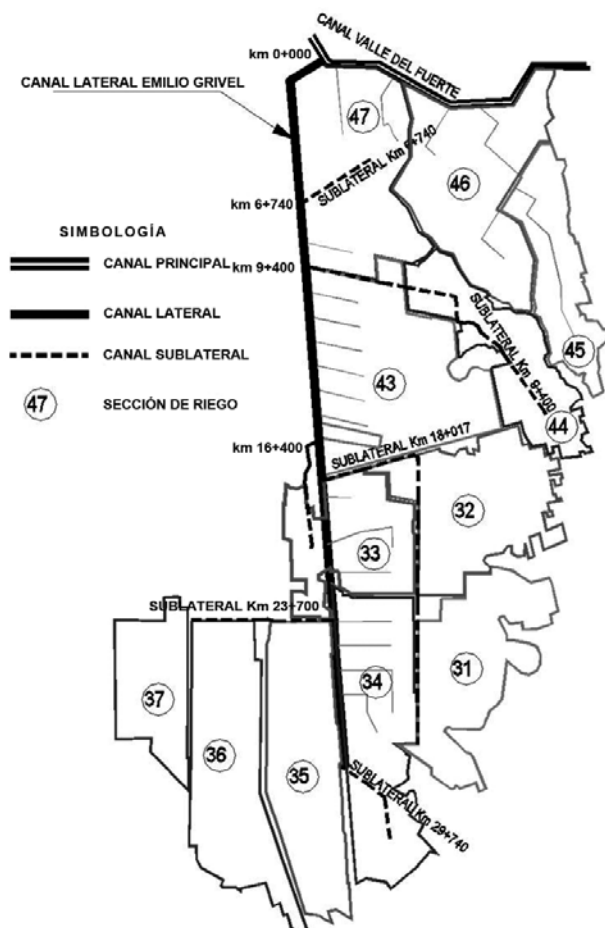 km 0+000
CANAL VALLE DEL FUERTE
CANAL LATERAL EMILIO GRIVEL
47
SUBLATERAL Km 6+740
46
km 6+740
SIMBOLOGÍA
CANAL PRINCIPAL
km 9+400
CANAL LATERAL
SUBLATERAL Km 9+400
45
CANAL SUBLATERAL
43
47
SECCIÓN DE RIEGO
44
km 16+400
SUBLATERAL Km 18+017
32
33
SUBLATERAL Km 23+700
31
34
37
36
35
SUBLATERAL Km 29+740